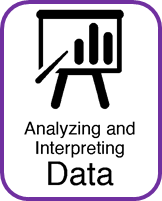 Analyzing and
Interpreting
Data